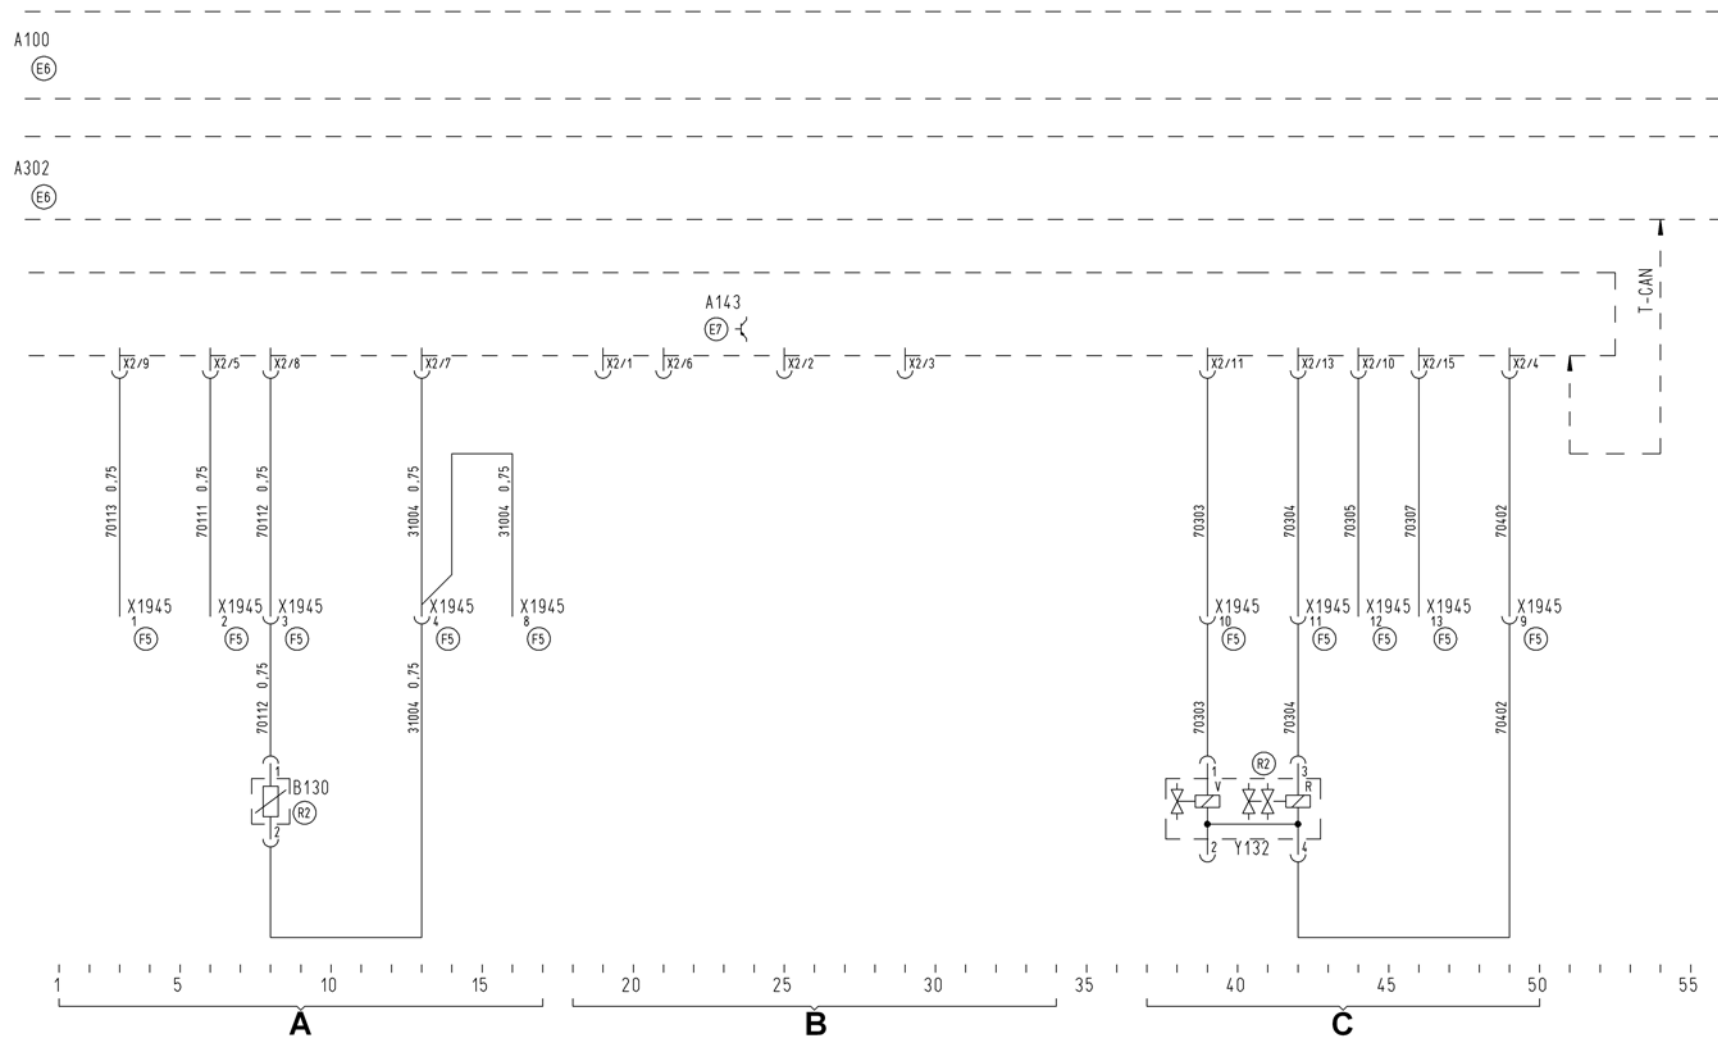 A100
E6
A302
E6
T-CAN
A143
E7
X2/9 X2/5 X2/8 X2/7 X2/1 X2/6 X2/2 X2/3 X2/11 X2/13 X2/10 X2/15 X2/4
70113 0,75
70111 0,75
70112 0,75
31004 0,75
31004 0,75
70303
70304
70305
70307
70402
X1945 X1945 X1945 X1945 X1945 X1945 X1945 X1945 X1945 X1945
1 2 3 4 8 10 11 12 13 9
F5 F5 F5 F5 F5 F5 F5 F5 F5 F5
70112 0,75
31004 0,75
70303
70304
70402
1 B130
R2
2
R2
1 3
V R
2 Y132 4
1 5 10 15 20 25 30 35 40 45 50 55
A B C